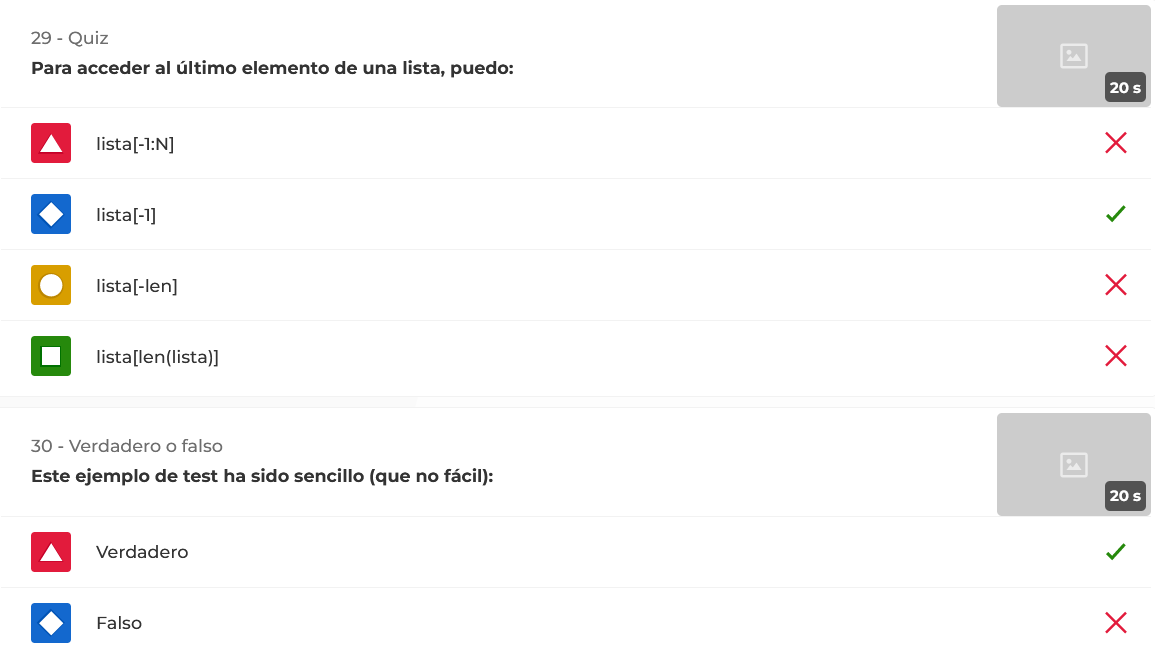 29 - Quiz
Para acceder al último elemento de una lista, puedo:
20 s
lista[-1:N]
lista[-1]
lista[-len]
lista[len(lista)]
30 - Verdadero o falso
Este ejemplo de test ha sido sencillo (que no fácil):
20 s
Verdadero
Falso